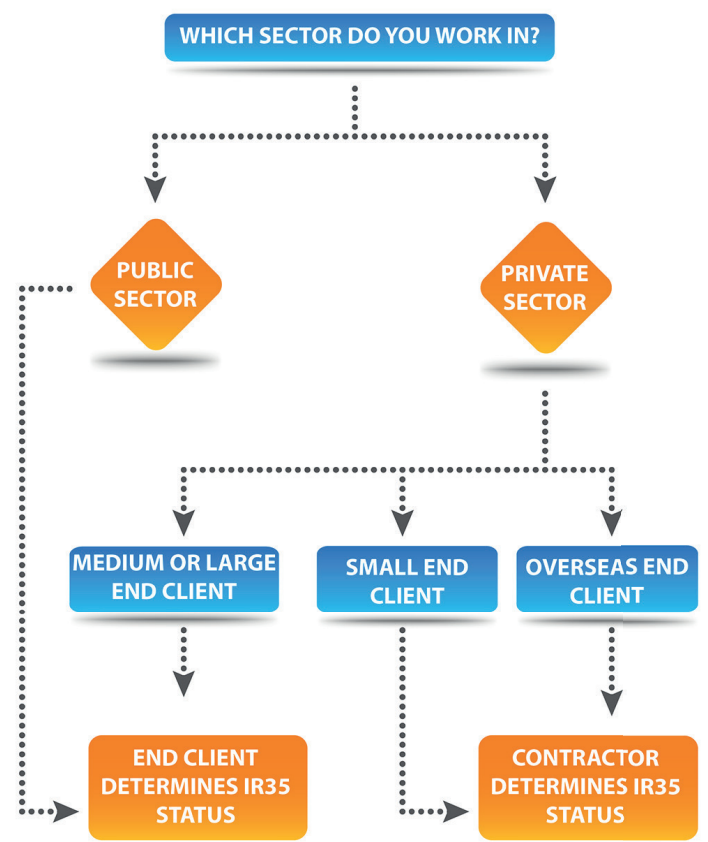 WHICH SECTOR DO YOU WORK IN?
PUBLIC
SECTOR
PRIVATE
SECTOR
MEDIUM OR LARGE
END CLIENT
SMALL END
CLIENT
OVERSEAS END
CLIENT
END CLIENT
DETERMINES IR35
STATUS
CONTRACTOR
DETERMINES IR35
STATUS